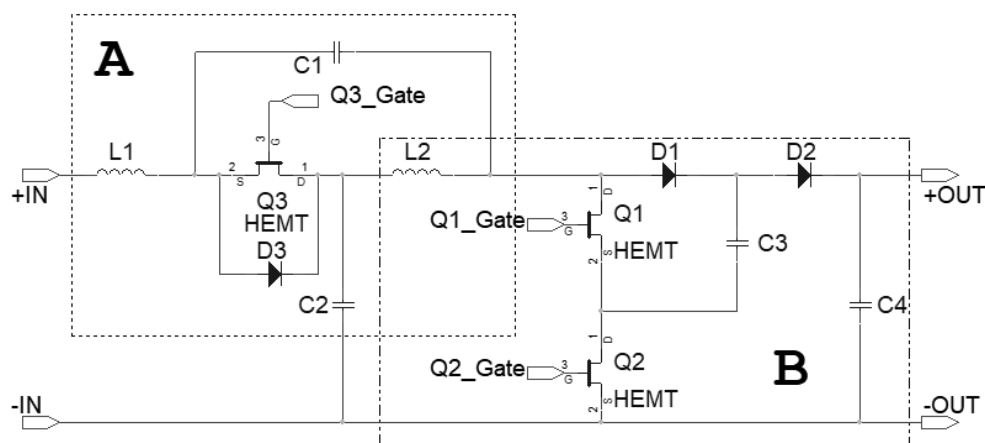 A
C1
Q3_Gate
3
G
L1
2
1
S
D
+IN
Q3
HEMT
D3
C2
L2
D1
D2
+OUT
1
D
Q1_Gate
3
G
Q1
HEMT
2
S
C3
C4
1
D
Q2_Gate
3
G
Q2
HEMT
2
S
B
-IN
-OUT